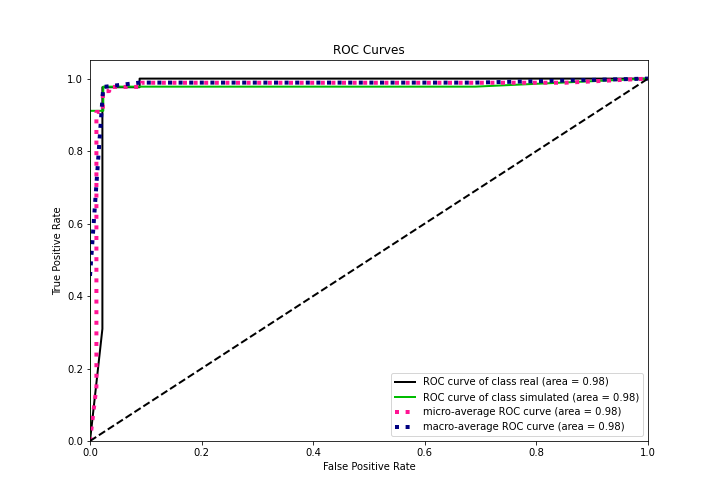 ROC Curves
True Positive Rate
1.0
0.8
0.6
0.4
0.2
0.0
0.0
0.2
0.4
0.6
0.8
1.0
False Positive Rate
ROC curve of class real (area = 0.98)
ROC curve of class simulated (area = 0.98)
micro-average ROC curve (area = 0.98)
macro-average ROC curve (area = 0.98)